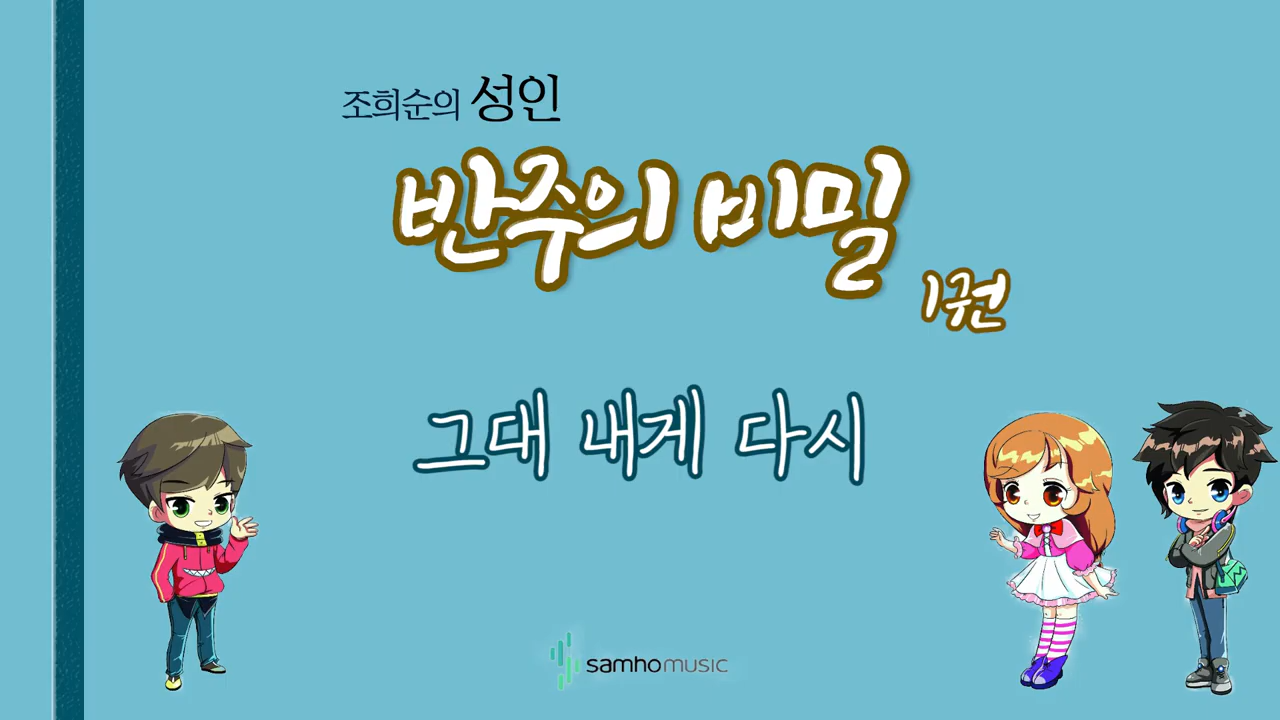 조희순의 성인
반주의 비밀
1권
그대 내게 다시
samhomusic